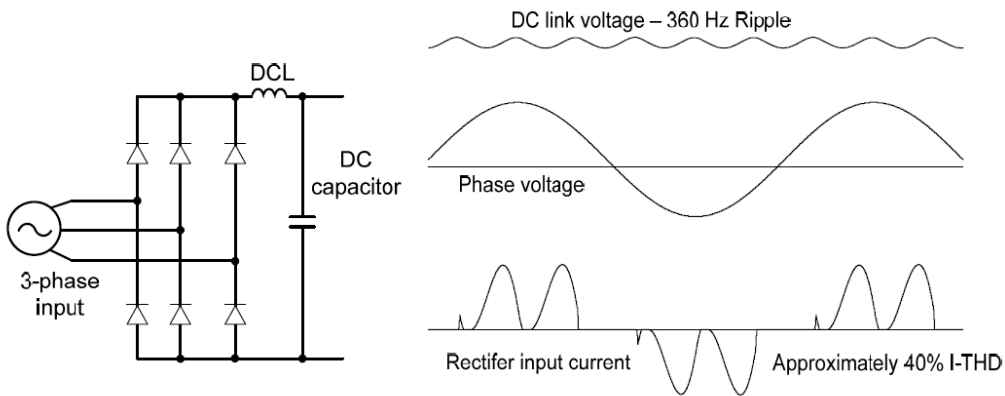 DC link voltage – 360 Hz Ripple
DCL
DC
capacitor
3-phase
input
Phase voltage
Rectifer input current
Approximately 40% I-THD